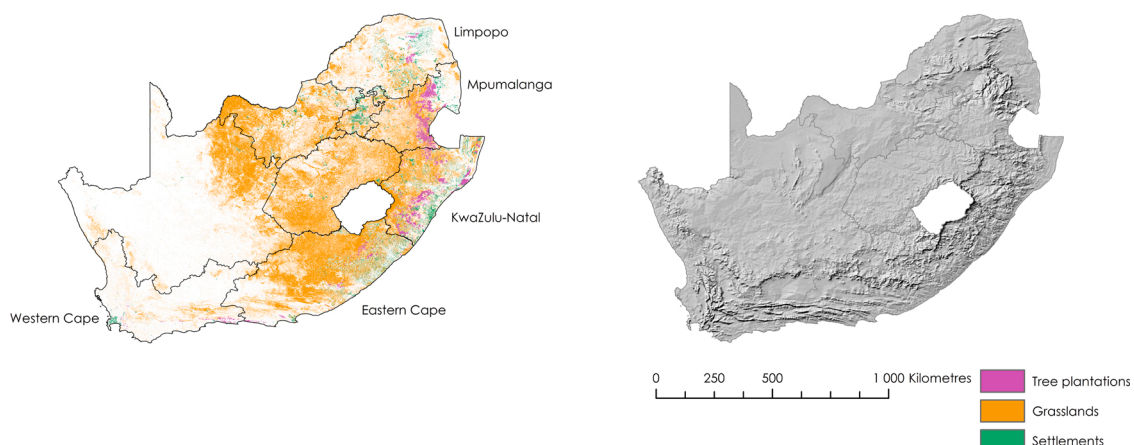 Limpopo
Mpumalanga
KwaZulu-Natal
Eastern Cape
Western Cape
0 250 500 1 000 Kilometres
Tree plantations
Grasslands
Settlements